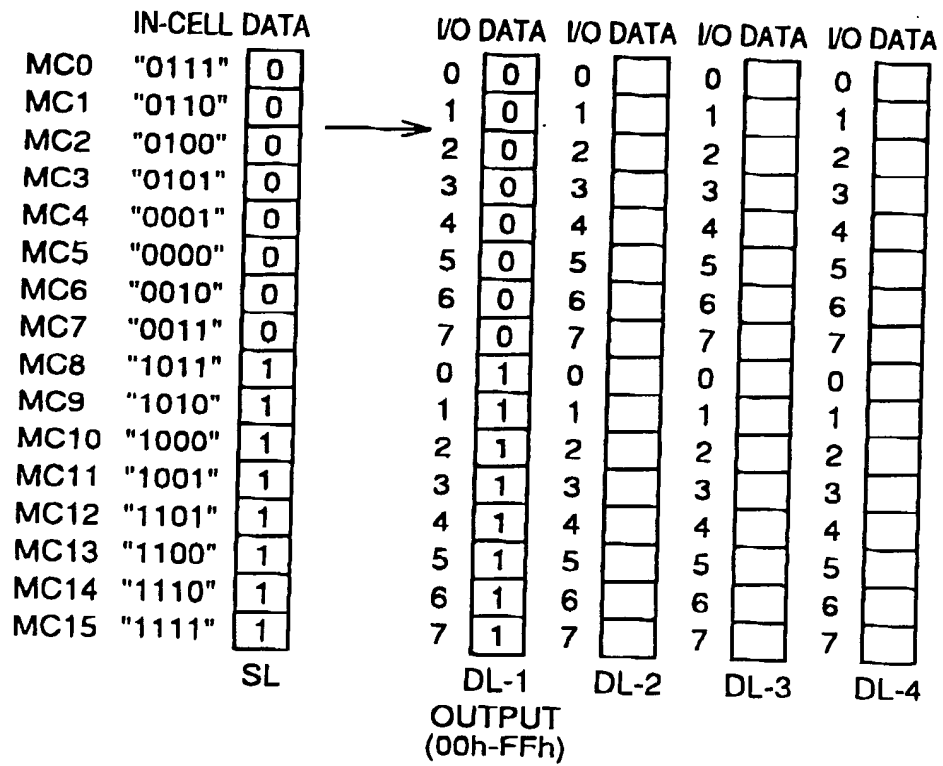 IN-CELL DATA I/O DATA I/O DATA I/O DATA I/O DATA
MC0 "0111" 0 0 0 0 0 0
MC1 "0110" 0 1 0 1 1 1
MC2 "0100" 0 2 0 2 2 2
MC3 "0101" 0 3 0 3 3 3
MC4 "0001" 0 4 0 4 4 4
MC5 "0000" 0 5 0 5 5 5
MC6 "0010" 0 6 0 6 6 6
MC7 "0011" 0 7 0 7 7 7
MC8 "1011" 1 0 1 0 0 0
MC9 "1010" 1 1 1 1 1 1
MC10 "1000" 1 2 1 2 2 2
MC11 "1001" 1 3 1 3 3 3
MC12 "1101" 1 4 1 4 4 4
MC13 "1100" 1 5 1 5 5 5
MC14 "1110" 1 6 1 6 6 6
MC15 "1111" 1 7 1 7 7 7
SL DL-1 DL-2 DL-3 DL-4
OUTPUT
(00h-FFh)